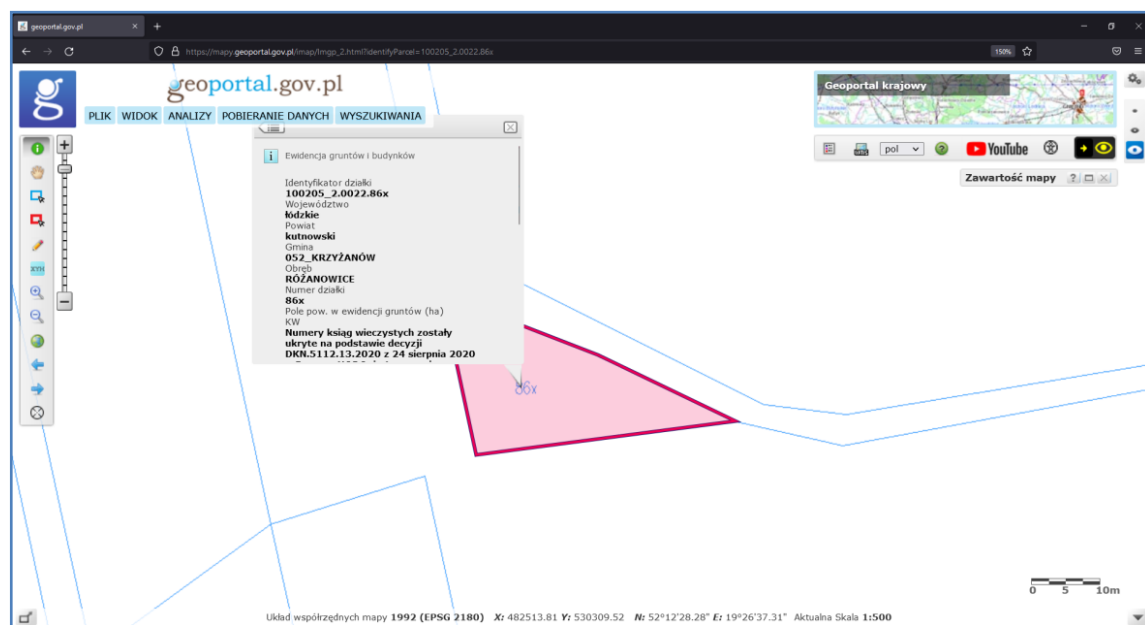 geoportal.gov.pl
https://mapy.geoportal.gov.pl/imap/Imgp_2.html?identifyParcel=100205_2.0022.86x
150%
geoportal.gov.pl
PLIK WIDOK ANALIZY POBIERANIE DANYCH WYSZUKIWANIA
Geoportal krajowy
pol
YouTube
Zawartość mapy
XYH
Ewidencja gruntów i budynków
Identyfikator działki
100205_2.0022.86x
Województwo
łódzkie
Powiat
kutnowski
Gmina
052_KRZYŻANÓW
Obręb
RÓŻANOWICE
Numer działki
86x
Pole pow. w ewidencji gruntów (ha)
KW
Numery ksiąg wieczystych zostały
ukryte na podstawie decyzji
DKN.5112.13.2020 z 24 sierpnia 2020
86x
0 5 10m
Układ współrzędnych mapy 1992 (EPSG 2180) X: 482513.81 Y: 530309.52 N: 52°12'28.28" E: 19°26'37.31" Aktualna Skala 1:500